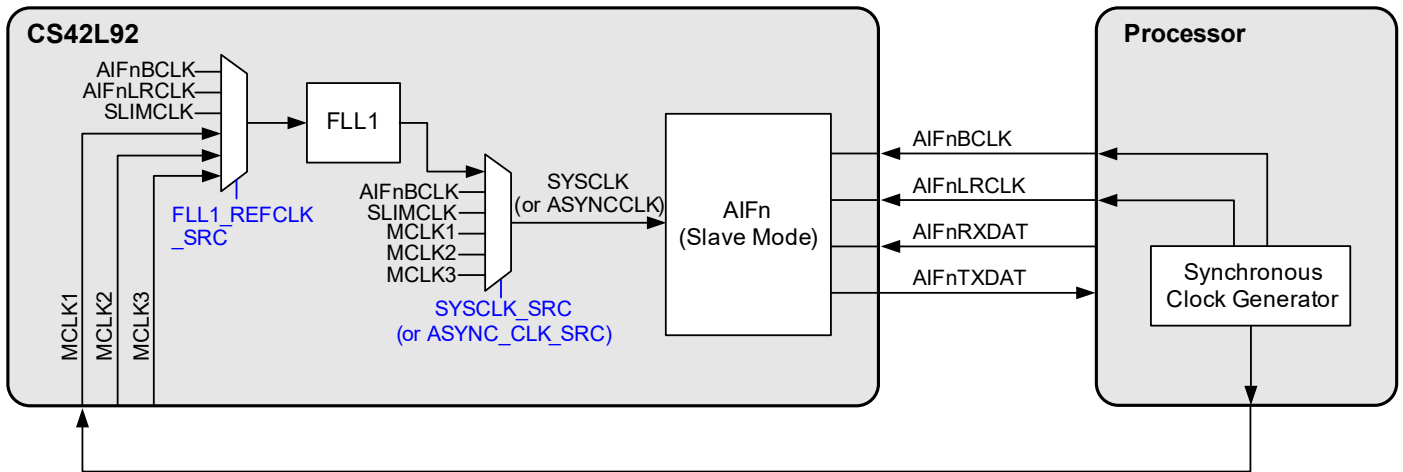 CS42L92
Processor
AIFnBCLK
AIFnLRCLK
SLIMCLK
FLL1
FLL1_REFCLK
_SRC
MCLK1
MCLK2
MCLK3
AIFnBCLK
SLIMCLK
MCLK1
MCLK2
MCLK3
SYSCLK
(or ASYNCCLK)
SYSCLK_SRC
(or ASYNC_CLK_SRC)
AIFn
(Slave Mode)
AIFnBCLK
AIFnLRCLK
AIFnRXDAT
AIFnTXDAT
Synchronous
Clock Generator